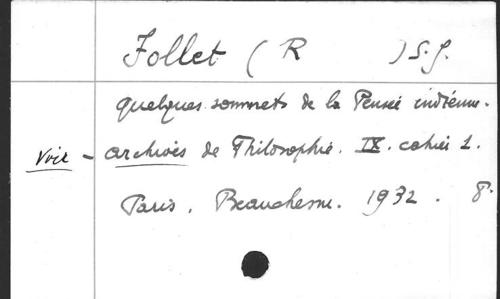 Follet (R ) S.J.
quelques sommets de la Pensée indienne.
Voir - archives de Philosophie. IX. cahier 1.
Paris. Beauchesne. 1932. 8°